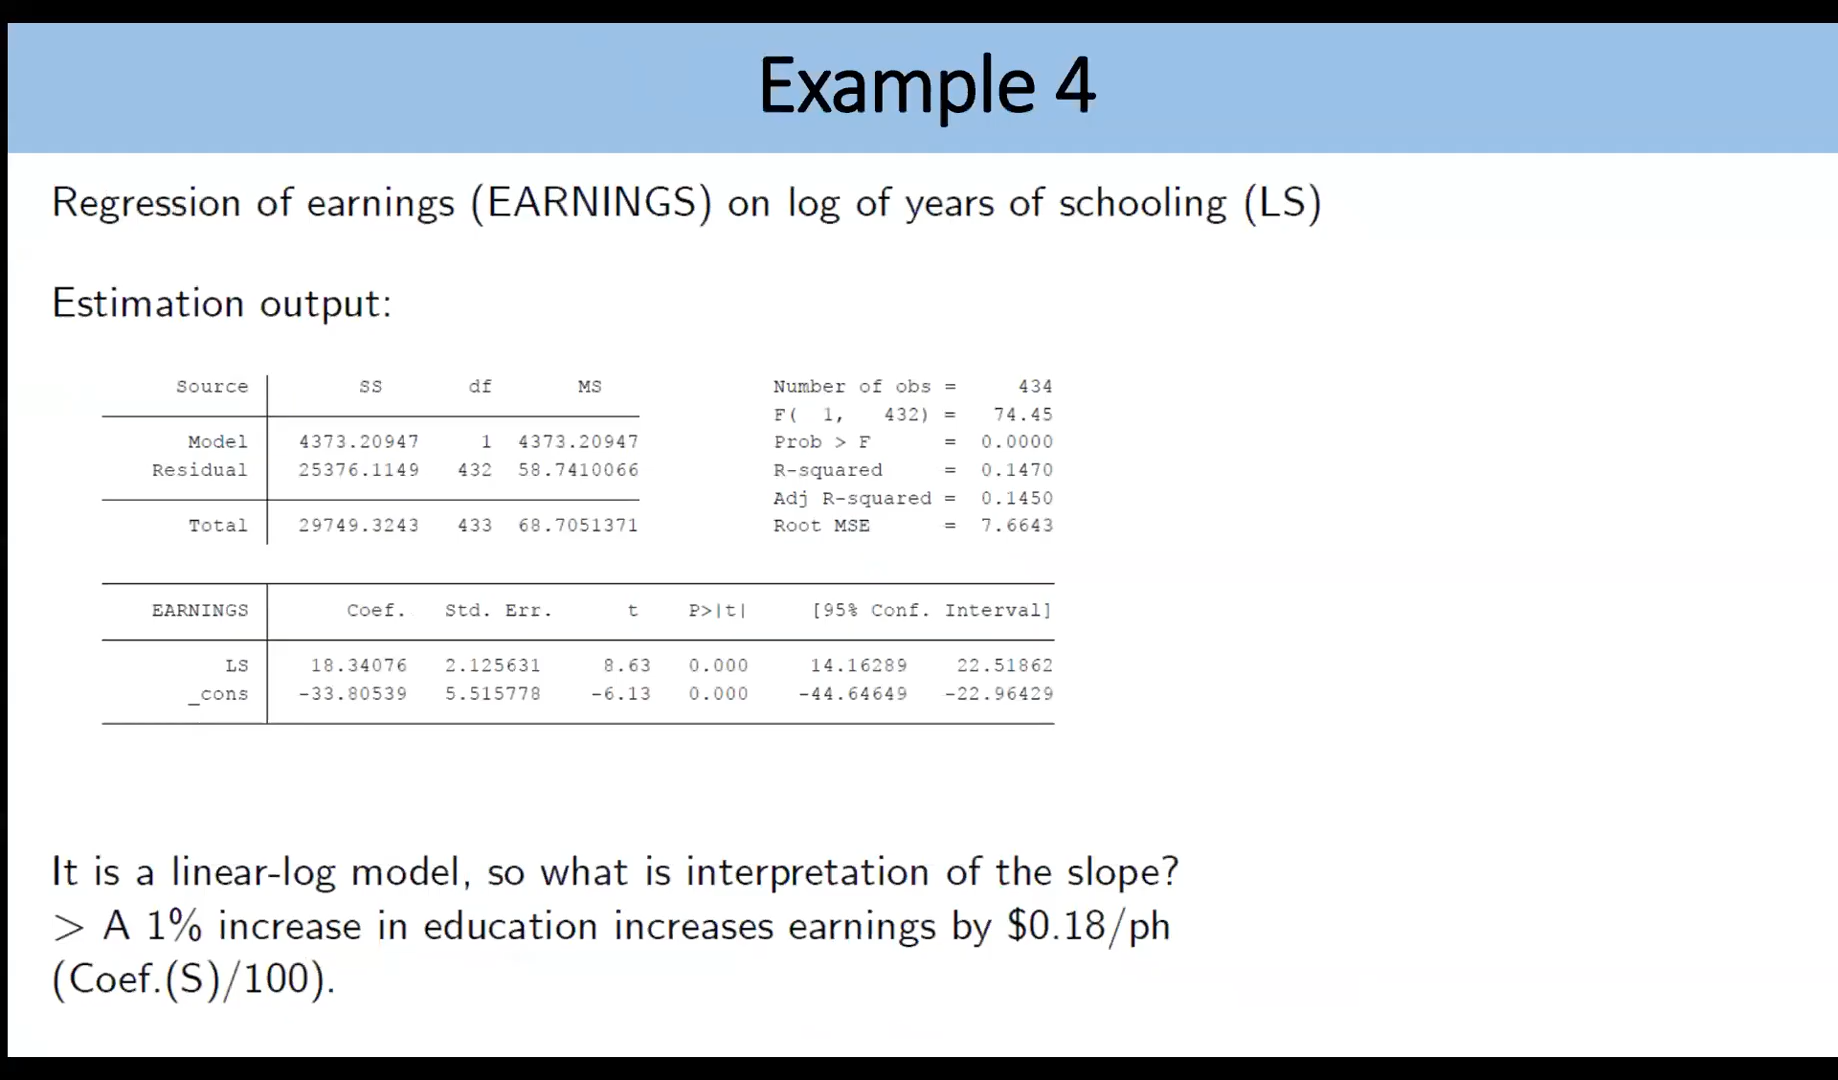 Example 4
Regression of earnings (EARNINGS) on log of years of schooling (LS)
Estimation output:
Source SS df MS Number of obs = 434
F( 1, 432) = 74.45
Model 4373.20947 1 4373.20947 Prob > F = 0.0000
Residual 25376.1149 432 58.7410066 R-squared = 0.1470
Adj R-squared = 0.1450
Total 29749.3243 433 68.7051371 Root MSE = 7.6643
EARNINGS Coef. Std. Err. t P>|t| [95% Conf. Interval]
LS 18.34076 2.125631 8.63 0.000 14.16289 22.51862
_cons -33.80539 5.515778 -6.13 0.000 -44.64649 -22.96429
It is a linear-log model, so what is interpretation of the slope?
> A 1% increase in education increases earnings by $0.18/ph
(Coef.(S)/100).